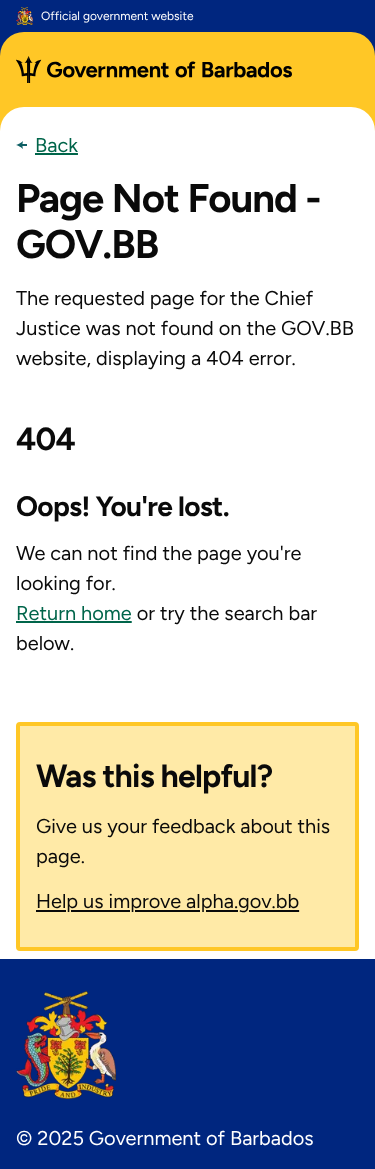 Official government website
Government of Barbados
Back
Page Not Found -
GOV.BB
The requested page for the Chief
Justice was not found on the GOV.BB
website, displaying a 404 error.
404
Oops! You're lost.
We can not find the page you're
looking for.
Return home or try the search bar
below.
Was this helpful?
Give us your feedback about this
page.
Help us improve alpha.gov.bb
PRIDE AND INDUSTRY
© 2025 Government of Barbados